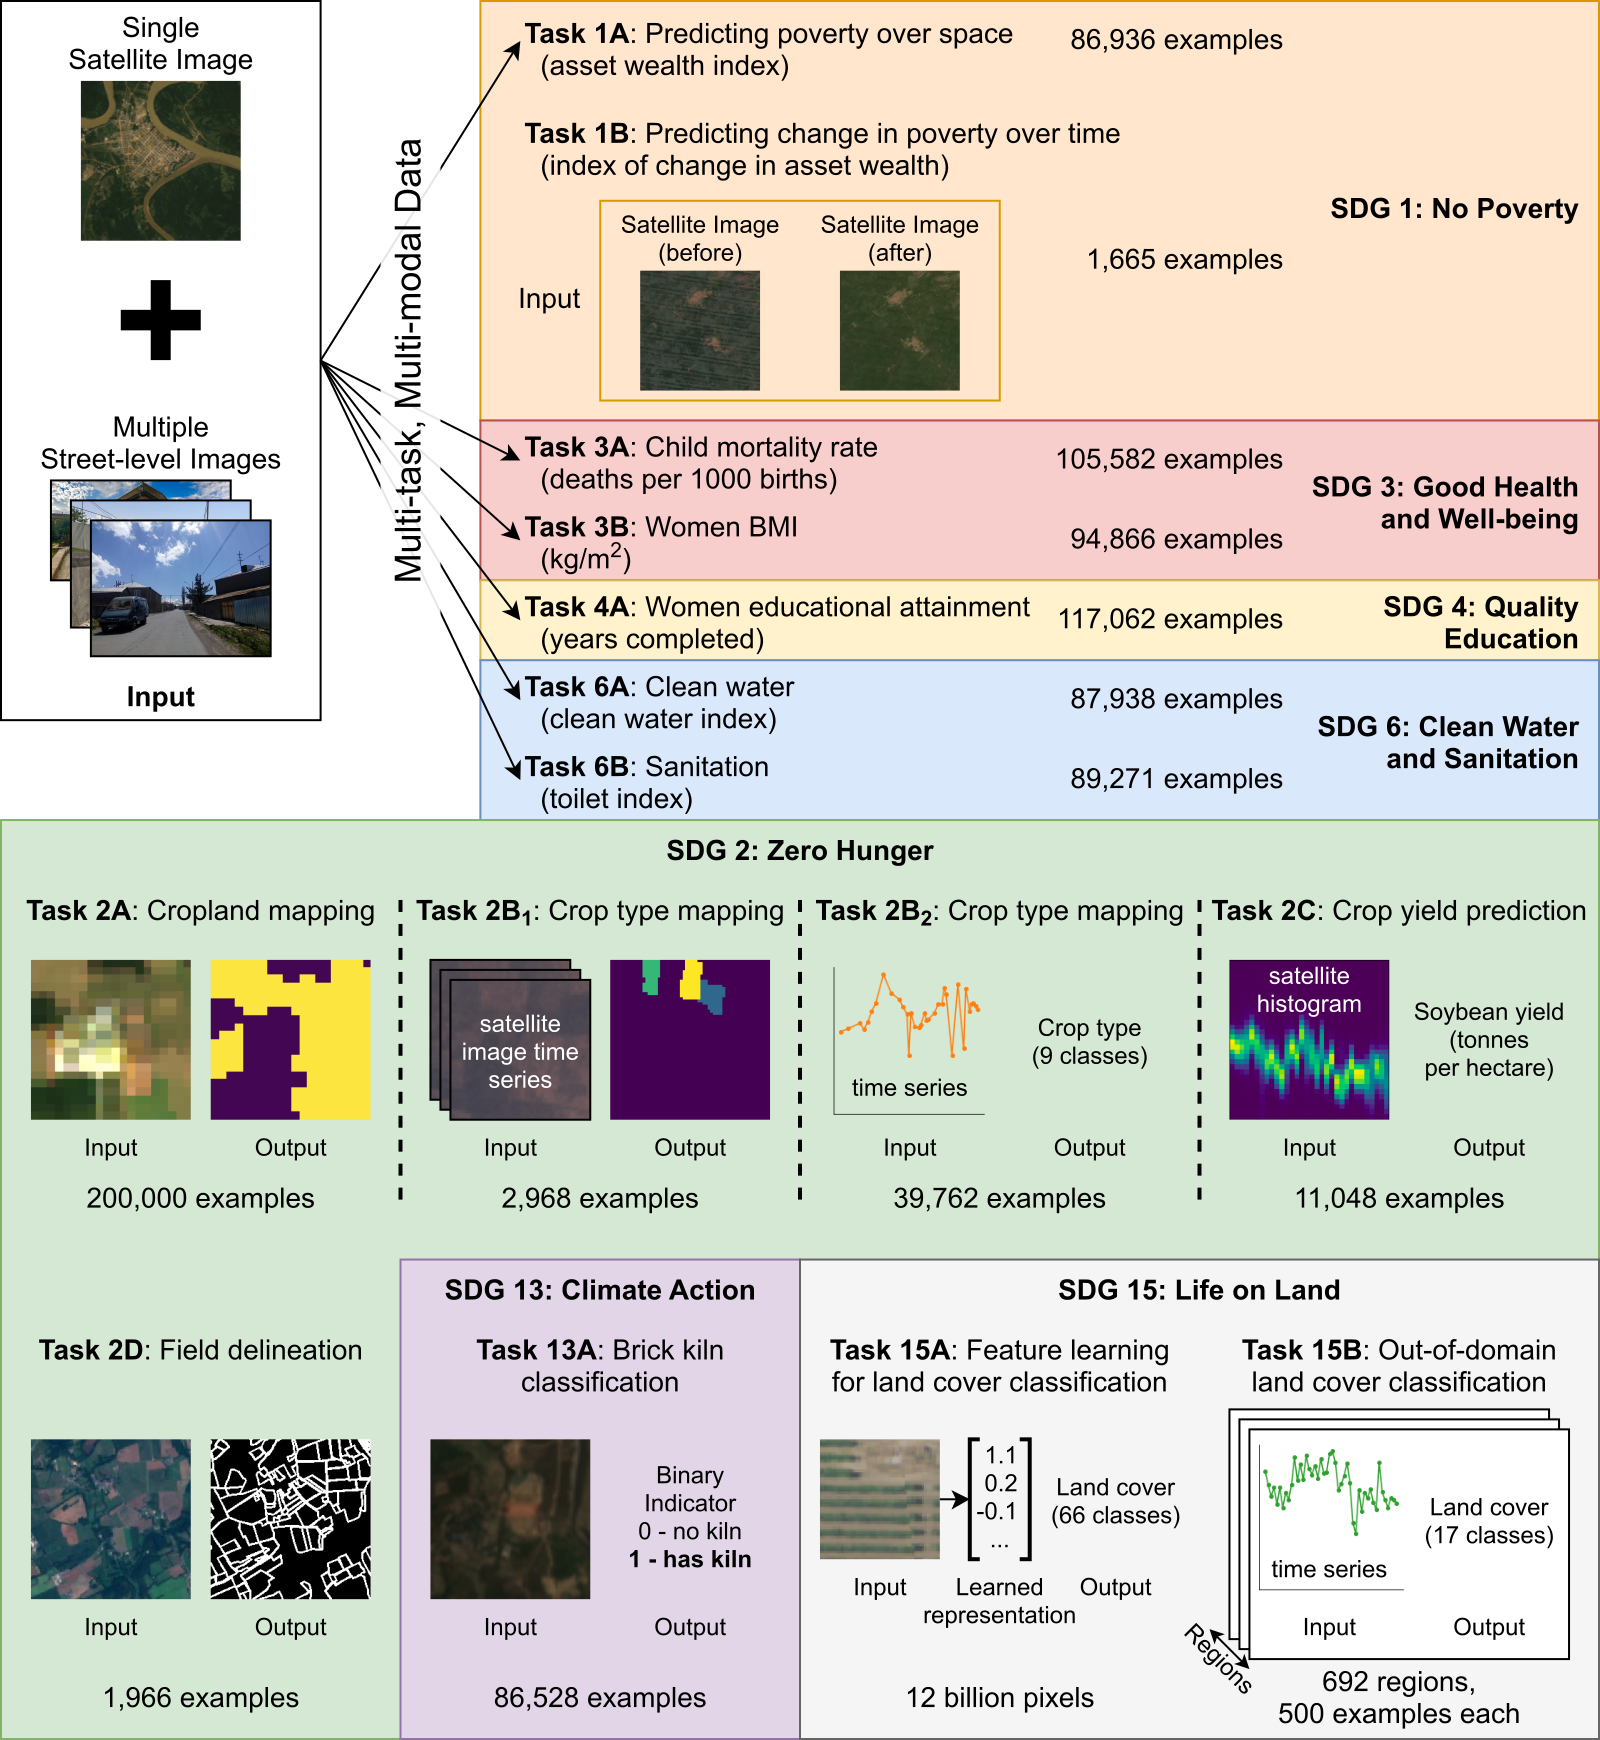 Single
Satellite Image
Multiple
Street-level Images
Input
Multi-task, Multi-modal Data
Task 1A: Predicting poverty over space
(asset wealth index)
86,936 examples
Task 1B: Predicting change in poverty over time
(index of change in asset wealth)
Input
Satellite Image
(before)
Satellite Image
(after)
1,665 examples
SDG 1: No Poverty
Task 3A: Child mortality rate
(deaths per 1000 births)
105,582 examples
Task 3B: Women BMI
(kg/m²)
94,866 examples
SDG 3: Good Health
and Well-being
Task 4A: Women educational attainment
(years completed)
117,062 examples
SDG 4: Quality
Education
Task 6A: Clean water
(clean water index)
87,938 examples
Task 6B: Sanitation
(toilet index)
89,271 examples
SDG 6: Clean Water
and Sanitation
SDG 2: Zero Hunger
Task 2A: Cropland mapping
Input
Output
200,000 examples
Task 2B₁: Crop type mapping
satellite
image time
series
Input
Output
2,968 examples
Task 2B₂: Crop type mapping
time series
Crop type
(9 classes)
Input
Output
39,762 examples
Task 2C: Crop yield prediction
satellite
histogram
Soybean yield
(tonnes
per hectare)
Input
Output
11,048 examples
Task 2D: Field delineation
Input
Output
1,966 examples
SDG 13: Climate Action
Task 13A: Brick kiln
classification
Binary
Indicator
0 - no kiln
1 - has kiln
Input
Output
86,528 examples
SDG 15: Life on Land
Task 15A: Feature learning
for land cover classification
1.1
0.2
-0.1
...
Land cover
(66 classes)
Input
Learned
representation
Output
12 billion pixels
Task 15B: Out-of-domain
land cover classification
time series
Land cover
(17 classes)
Input
Output
Regions
692 regions,
500 examples each